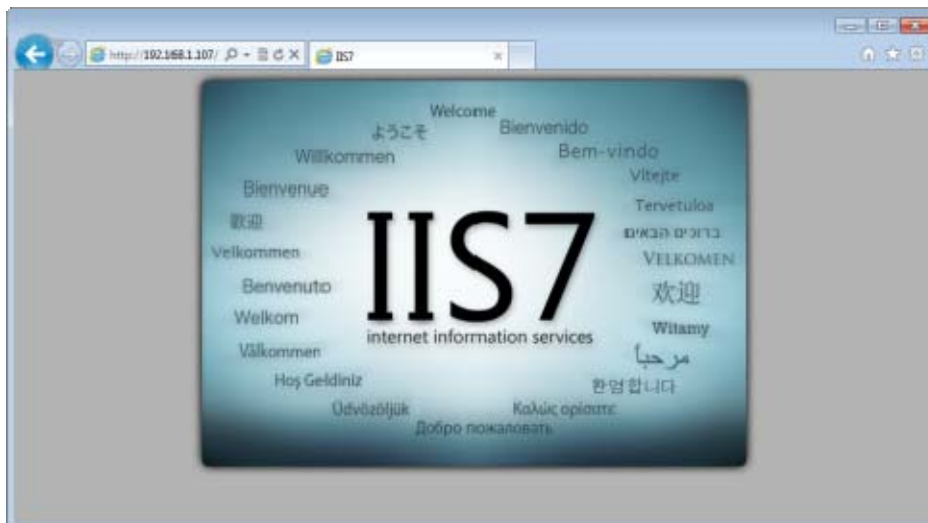 http://192.168.1.107/
IIS7
Welcome
ようこそ
Bienvenido
Willkommen
Bem-vindo
Vítejte
Bienvenue
Tervetuloa
歓迎
ברוכים הבאים
Velkommen
VELKOMEN
Benvenuto
欢迎
Welkom
Witamy
Välkommen
مرحباً
Hoş Geldiniz
환영합니다
Üdvözöljük
Καλώς ορίσατε
Добро пожаловать
IIS7
internet information services